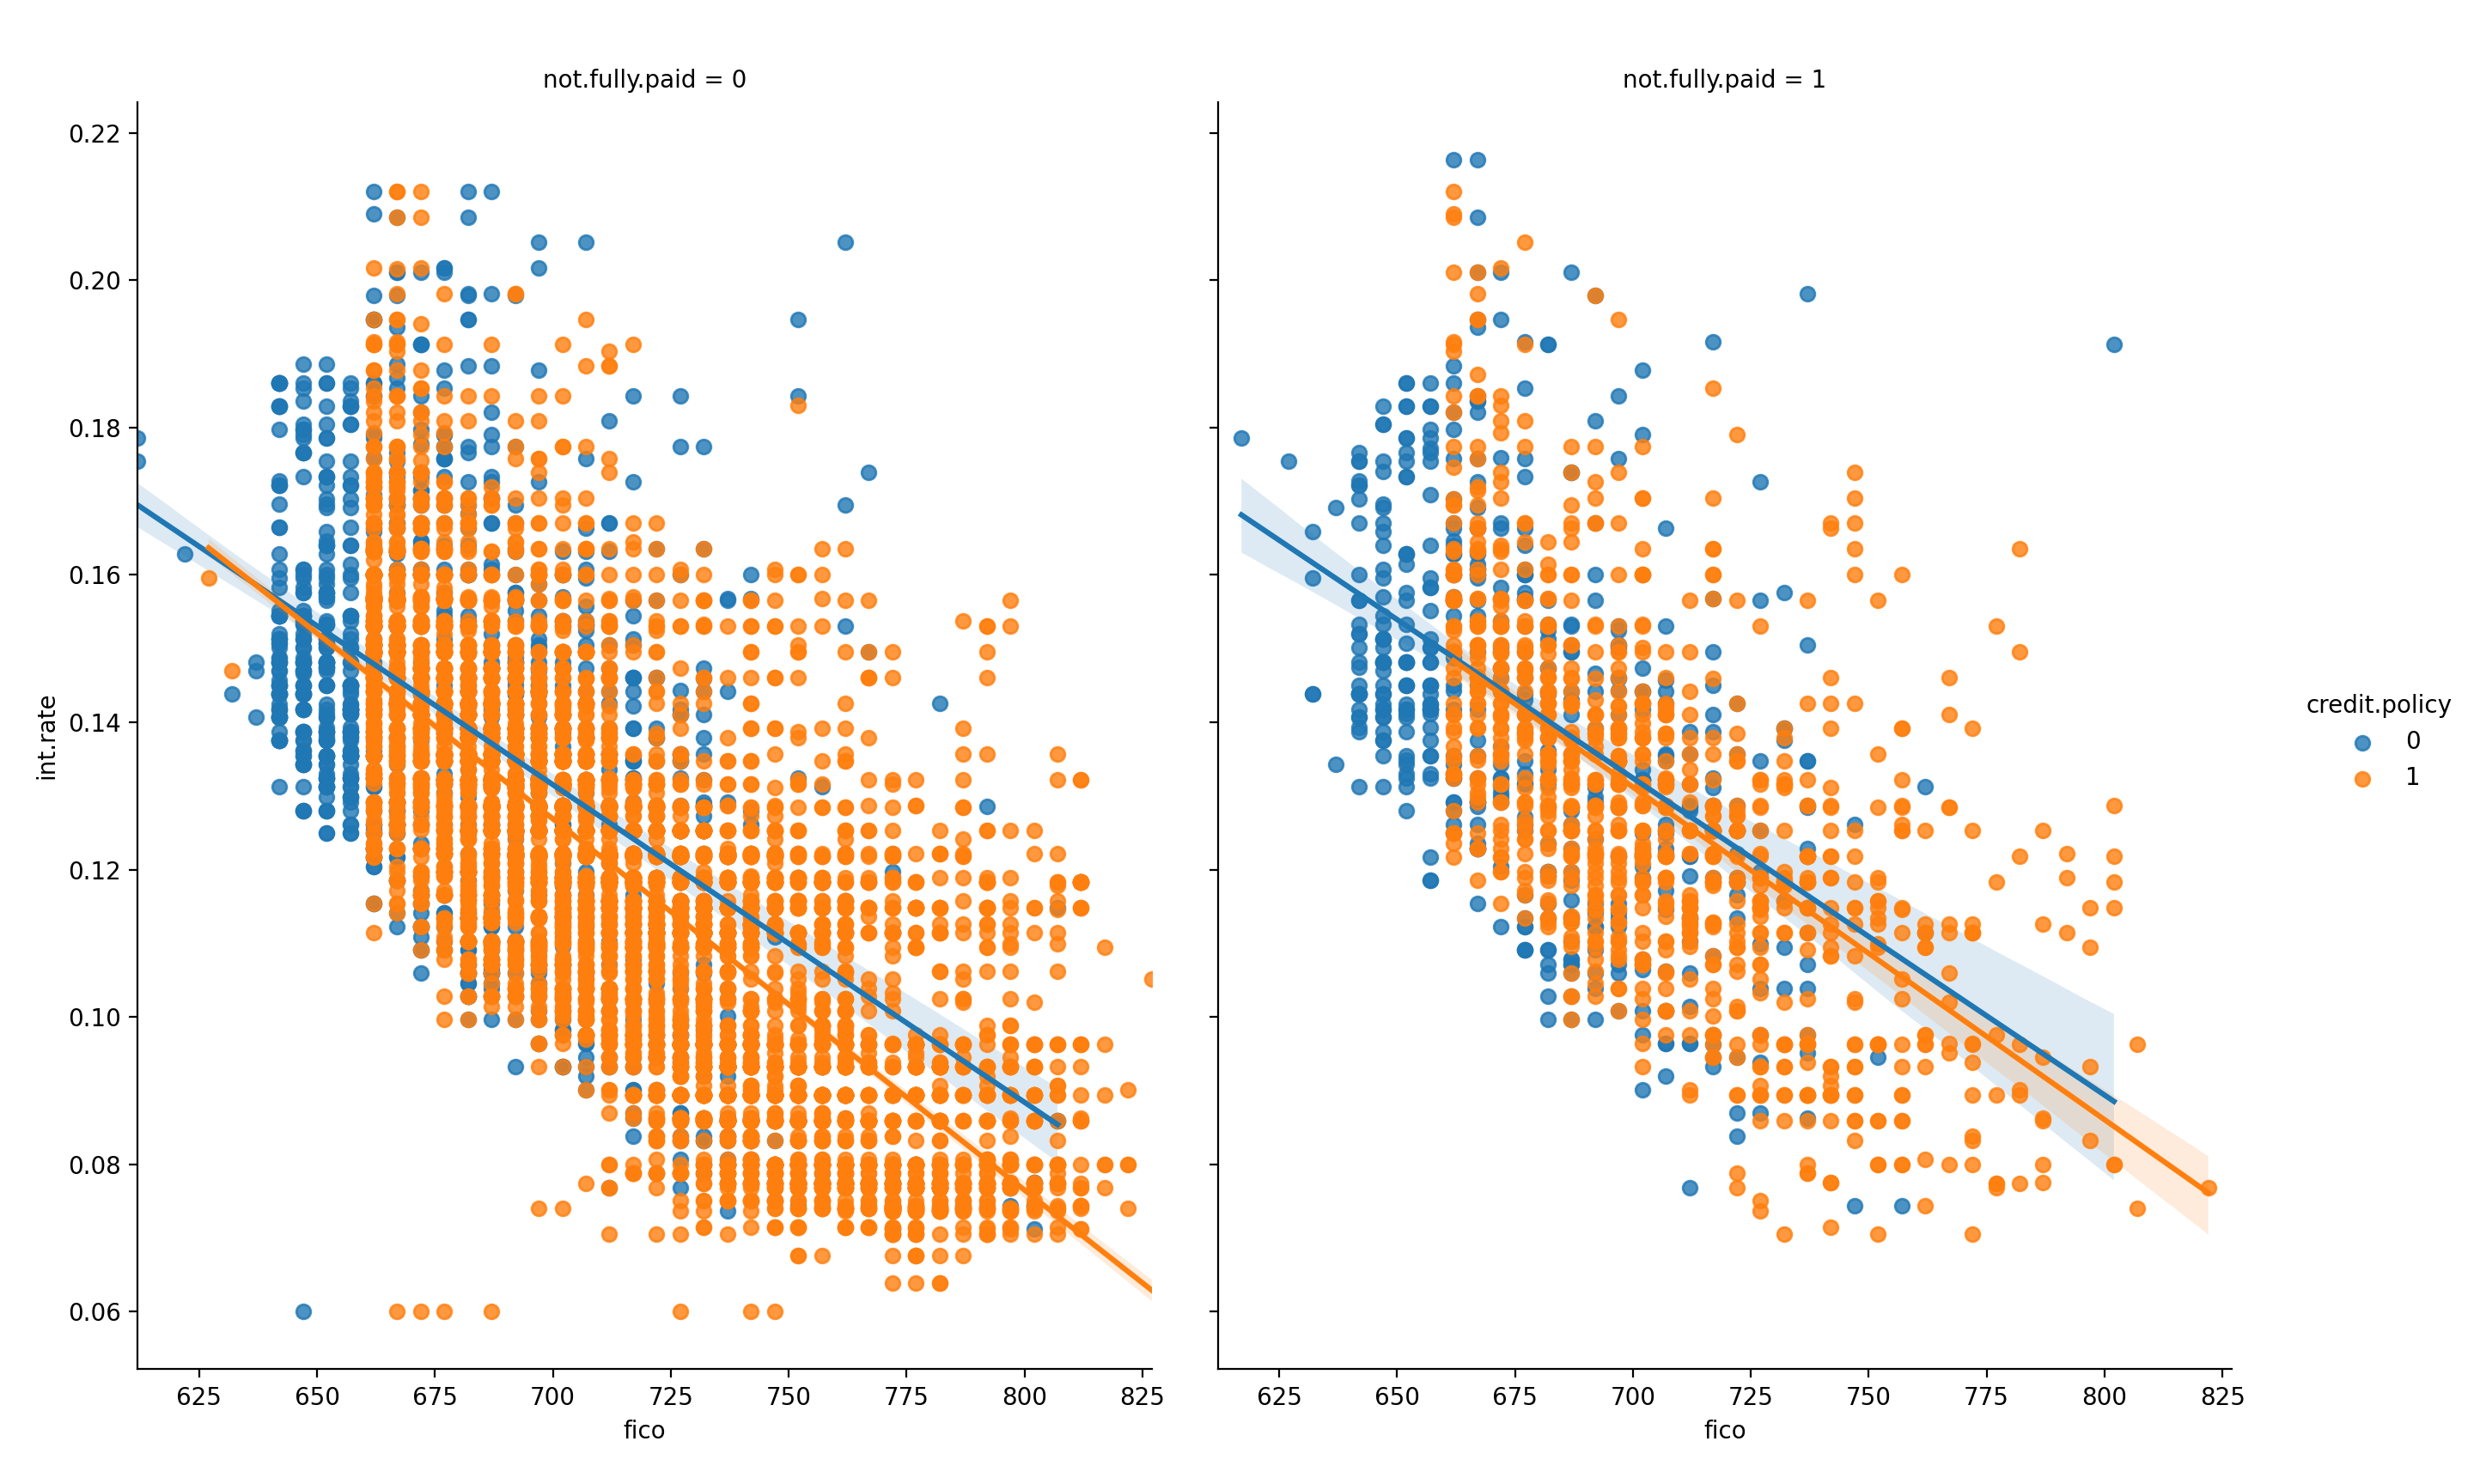 not.fully.paid = 0
not.fully.paid = 1
0.22
0.20
0.18
0.16
0.14
0.12
0.10
0.08
0.06
int.rate
625 650 675 700 725 750 775 800 825
625 650 675 700 725 750 775 800 825
fico
fico
credit.policy
0
1